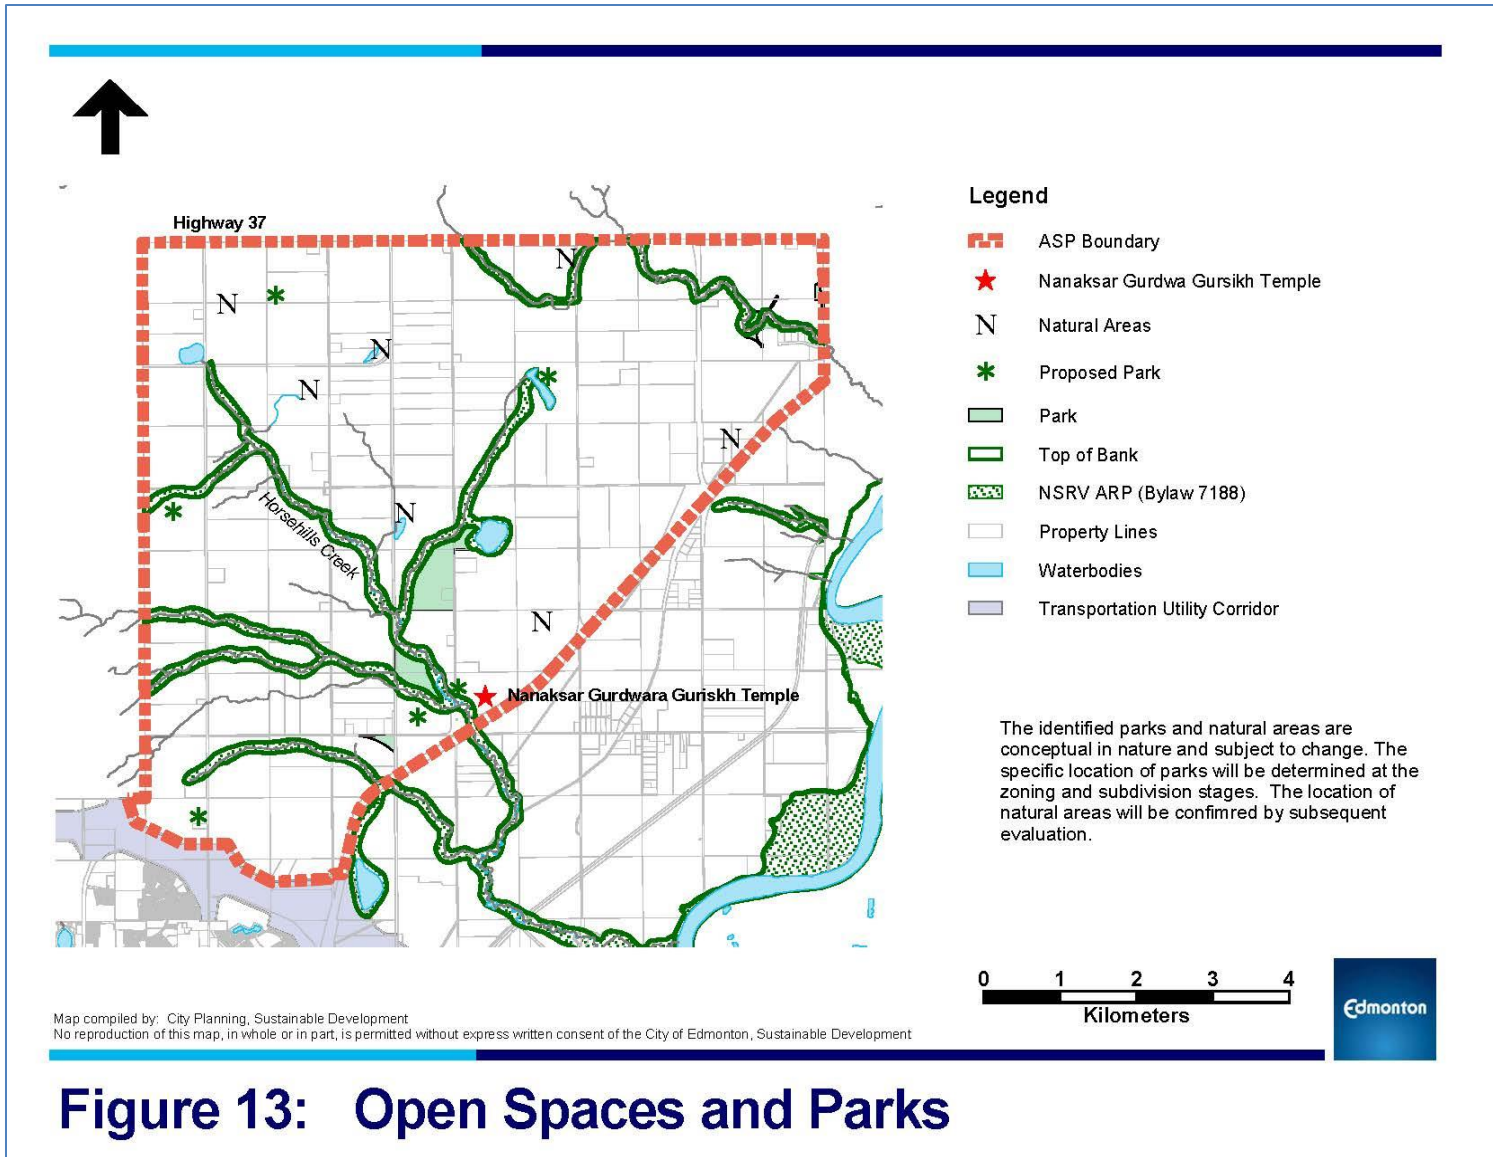 Highway 37
N
N
N
N
N
N
N
Horsehills Creek
Nanaksar Gurdwara Guriskh Temple
Legend
ASP Boundary
Nanaksar Gurdwa Gursikh Temple
N Natural Areas
Proposed Park
Park
Top of Bank
NSRV ARP (Bylaw 7188)
Property Lines
Waterbodies
Transportation Utility Corridor
The identified parks and natural areas are
conceptual in nature and subject to change. The
specific location of parks will be determined at the
zoning and subdivision stages. The location of
natural areas will be confimred by subsequent
evaluation.
0 1 2 3 4
Kilometers
Edmonton
Map compiled by: City Planning, Sustainable Development
No reproduction of this map, in whole or in part, is permitted without express written consent of the City of Edmonton, Sustainable Development
Figure 13: Open Spaces and Parks